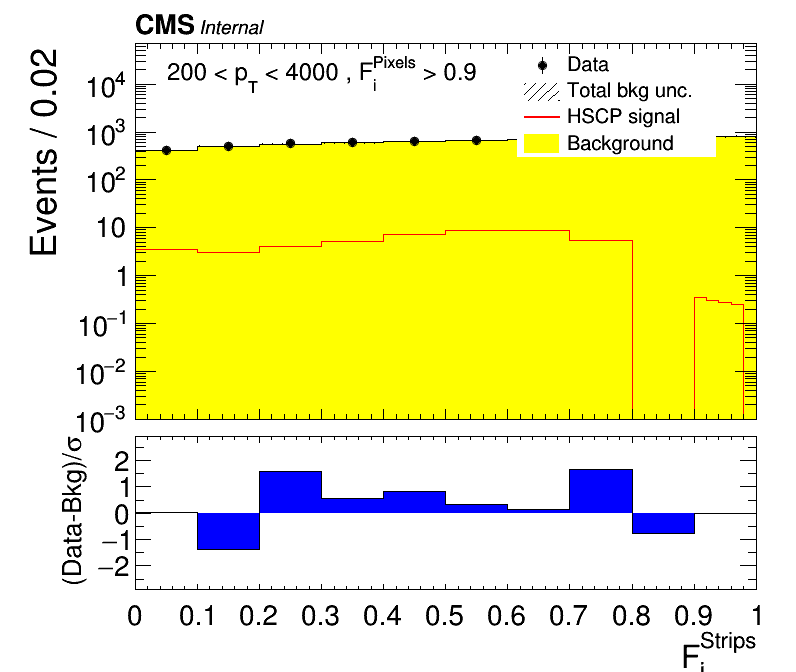 CMS Internal
Events / 0.02
200 < p_T < 4000 , F_i^Pixels > 0.9
Data
Total bkg unc.
HSCP signal
Background
10^4
10^3
10^2
10
1
10^−1
10^−2
10^−3
(Data-Bkg)/σ
2
1
0
−1
−2
0 0.1 0.2 0.3 0.4 0.5 0.6 0.7 0.8 0.9 1
F_i^Strips